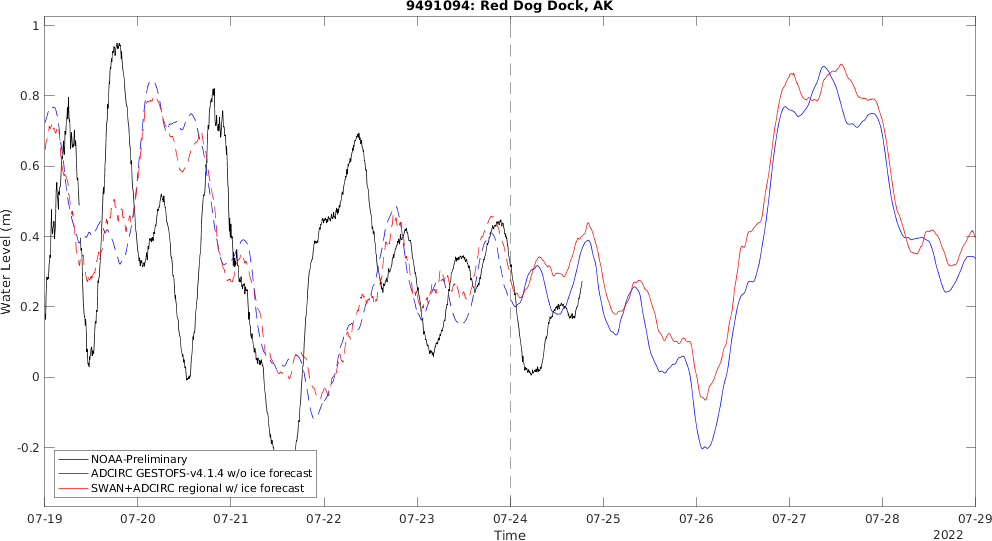 9491094: Red Dog Dock, AK
1
0.8
0.6
0.4
0.2
0
-0.2
Water Level (m)
NOAA-Preliminary
ADCIRC GESTOFS-v4.1.4 w/o ice forecast
SWAN+ADCIRC regional w/ ice forecast
07-19 07-20 07-21 07-22 07-23 07-24 07-25 07-26 07-27 07-28 07-29
Time
2022